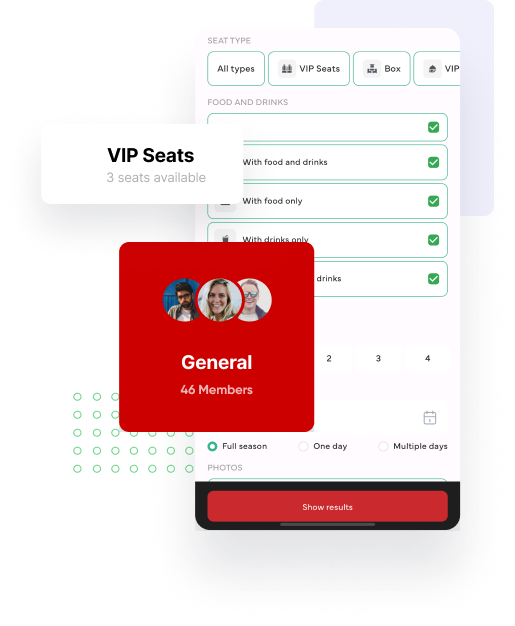 SEAT TYPE
All types
VIP Seats
Box
VIP
FOOD AND DRINKS
VIP Seats
3 seats available
With food and drinks
With food only
With drinks only
drinks
General
46 Members
2
3
4
Full season
One day
Multiple days
PHOTOS
Show results